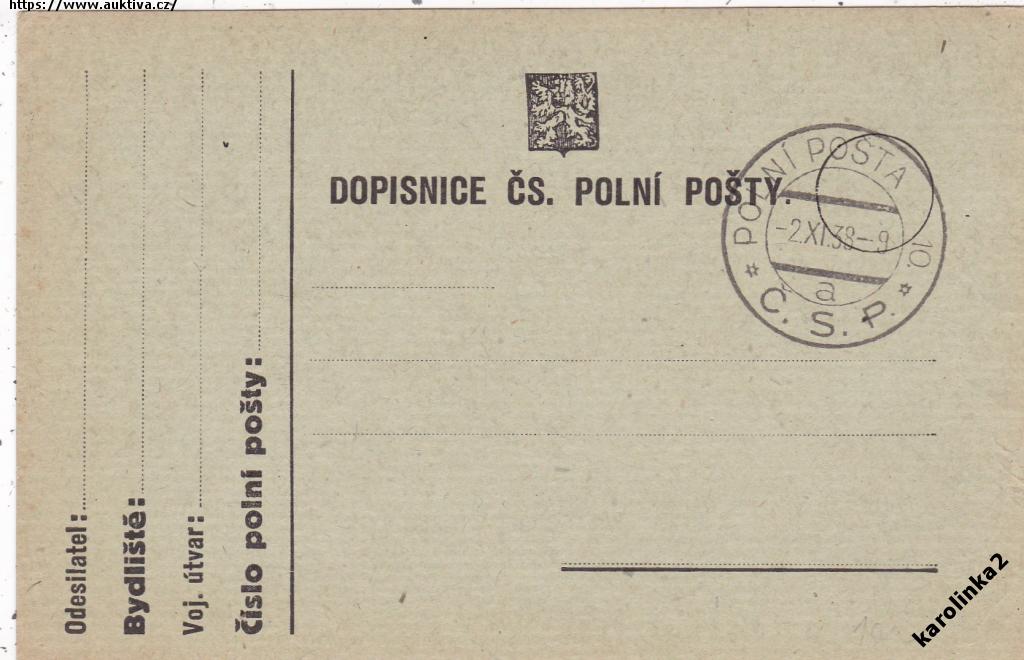 https://www.auktiva.cz/
DOPISNICE ČS. POLNÍ POŠTY.
POLNÍ POŠTA 10.
-2.XI.38-9
a
Č. S. P.
Odesilatel:
Bydliště:
Voj. útvar:
Číslo polní pošty:
karolinka2